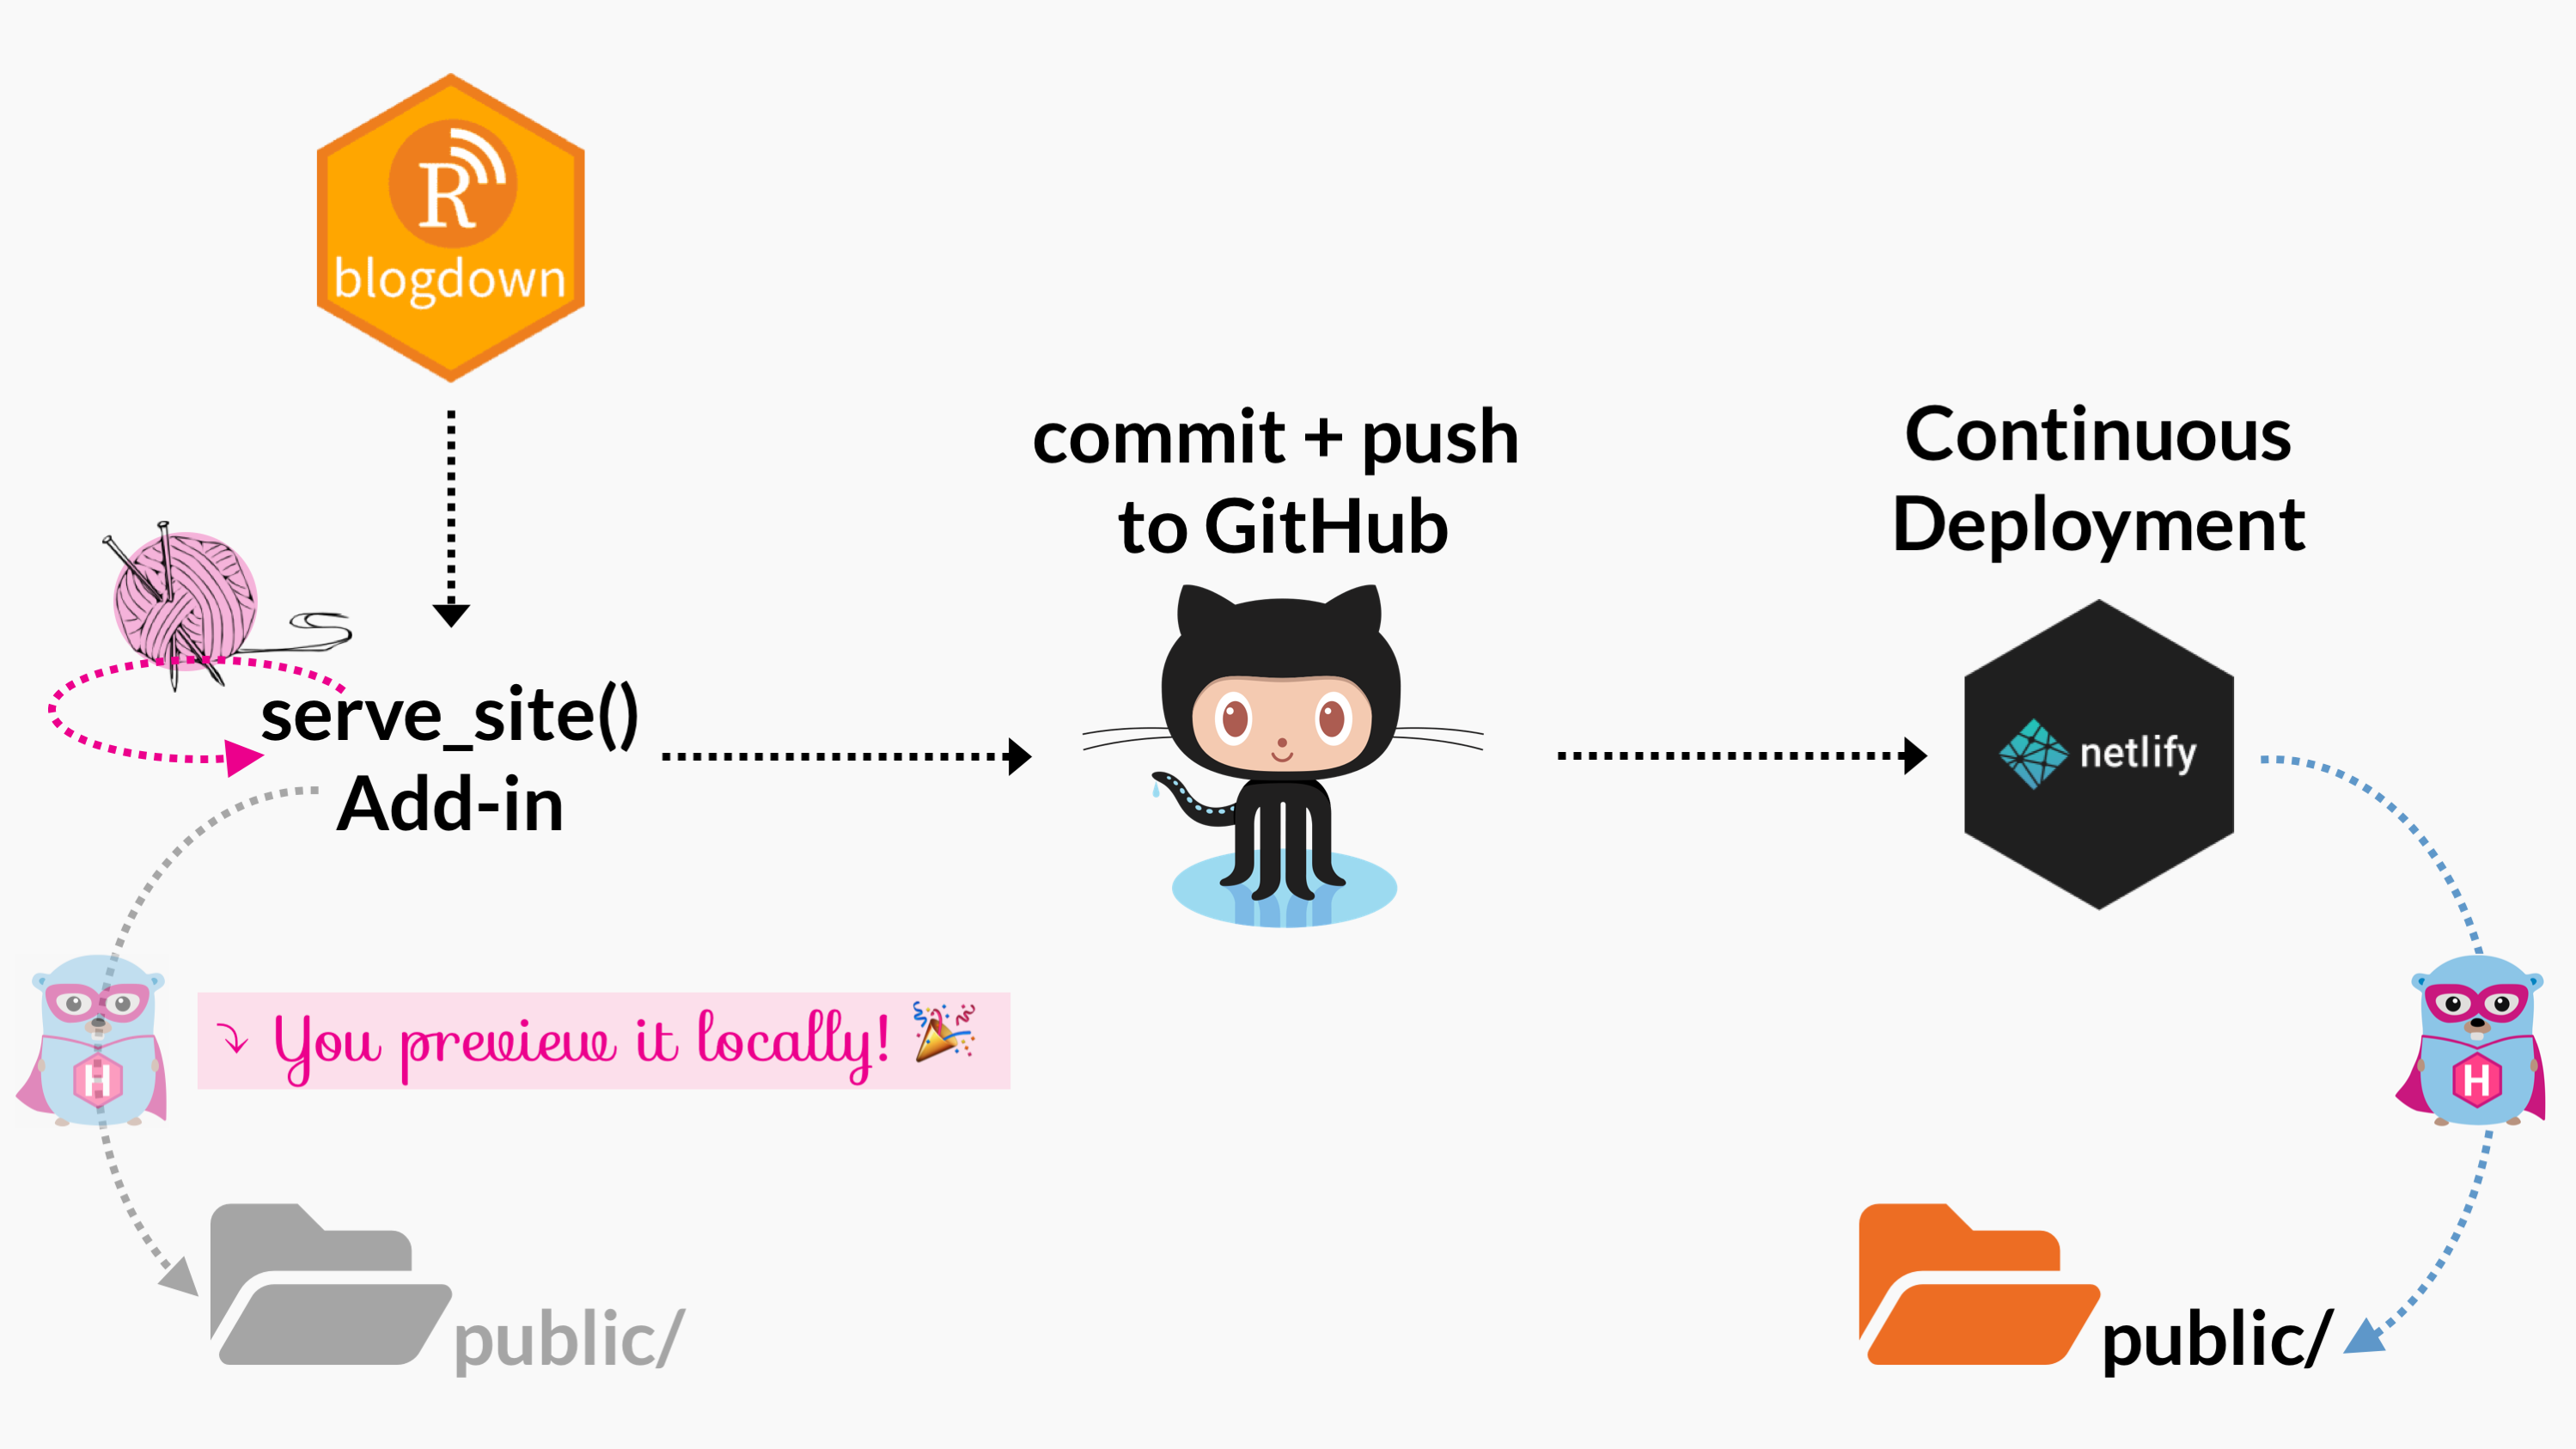 R
blogdown
commit + push
to GitHub
Continuous
Deployment
serve_site()
Add-in
netlify
You preview it locally!
H
H
public/
public/